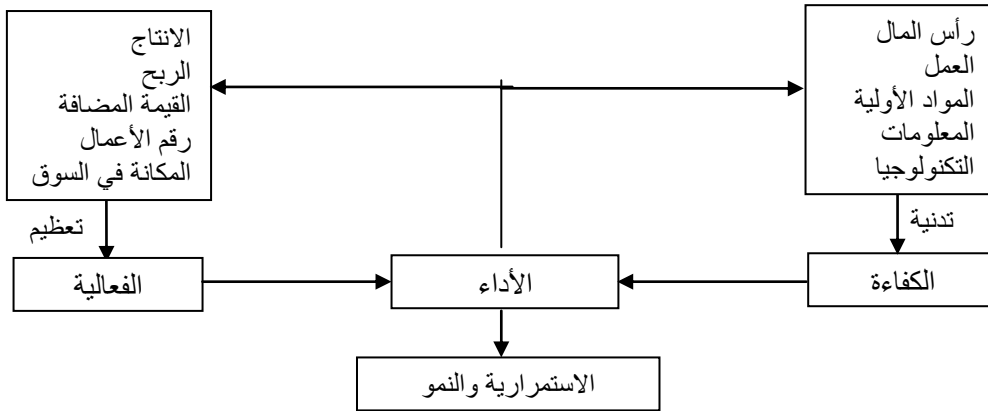 رأس المال
العمل
المواد الأولية
المعلومات
التكنولوجيا
الانتاج
الربح
القيمة المضافة
رقم الأعمال
المكانة في السوق
تدنية
تعظيم
الكفاءة
الأداء
الفعالية
الاستمرارية والنمو